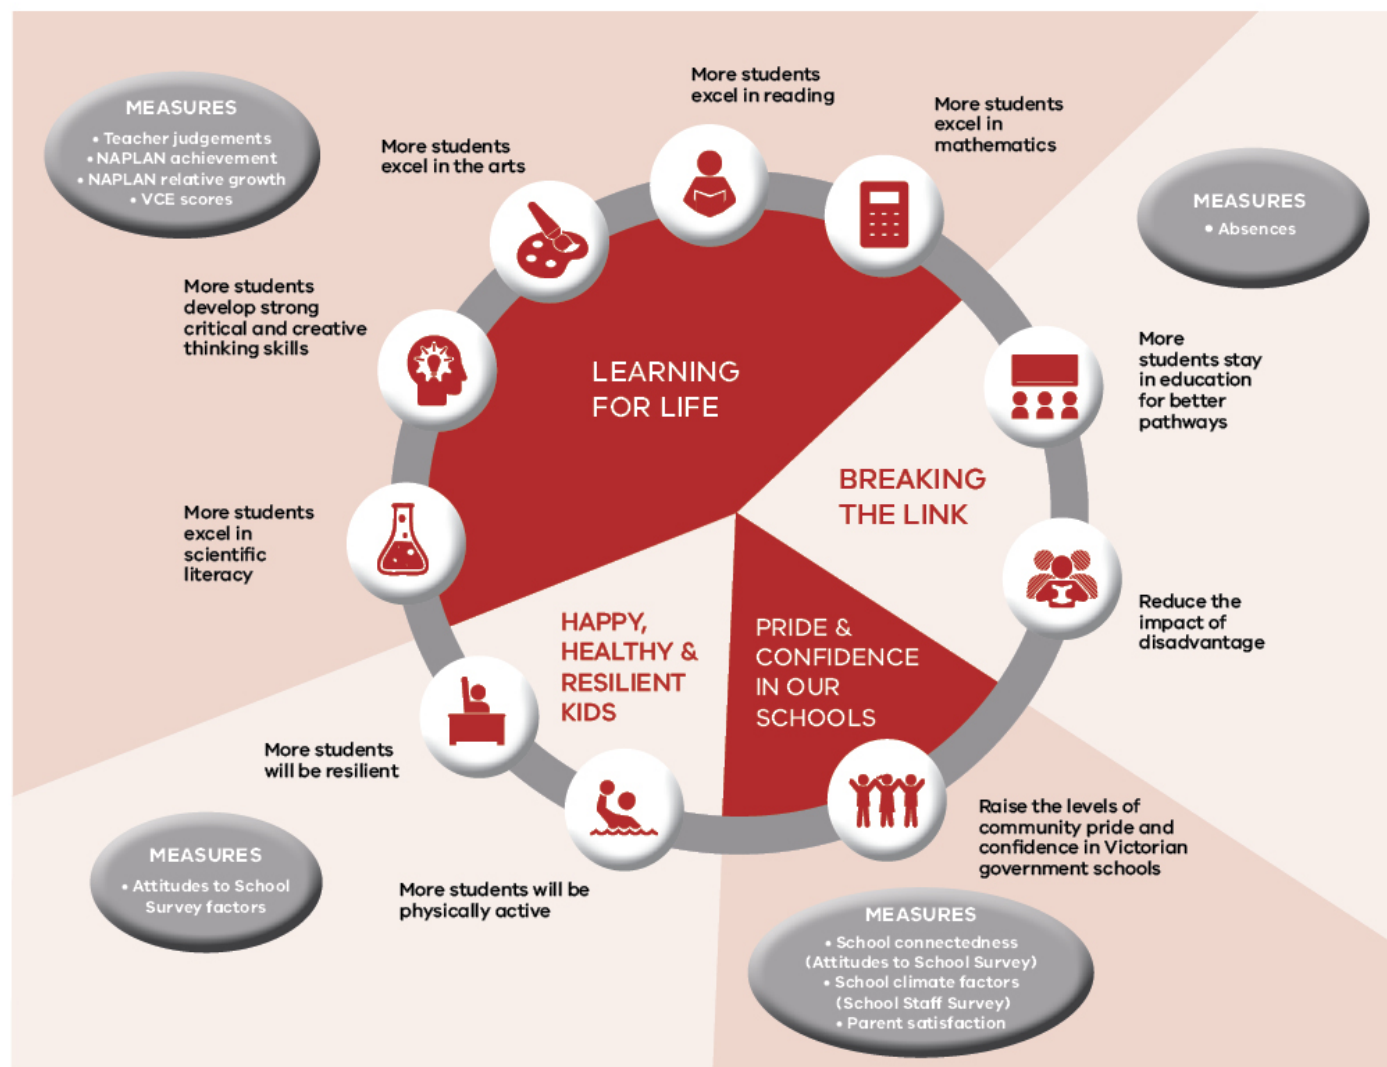 MEASURES
• Teacher judgements
• NAPLAN achievement
• NAPLAN relative growth
• VCE scores
More students
excel in the arts
More students
excel in reading
More students
excel in
mathematics
MEASURES
• Absences
More students
develop strong
critical and creative
thinking skills
LEARNING
FOR LIFE
More
students stay
in education
for better
pathways
BREAKING
THE LINK
More students
excel in
scientific
literacy
Reduce the
impact of
disadvantage
HAPPY,
HEALTHY &
RESILIENT
KIDS
PRIDE &
CONFIDENCE
IN OUR
SCHOOLS
More students
will be resilient
Raise the levels of
community pride and
confidence in Victorian
government schools
MEASURES
• Attitudes to School
Survey factors
More students will be
physically active
MEASURES
• School connectedness
(Attitudes to School Survey)
• School climate factors
(School Staff Survey)
• Parent satisfaction